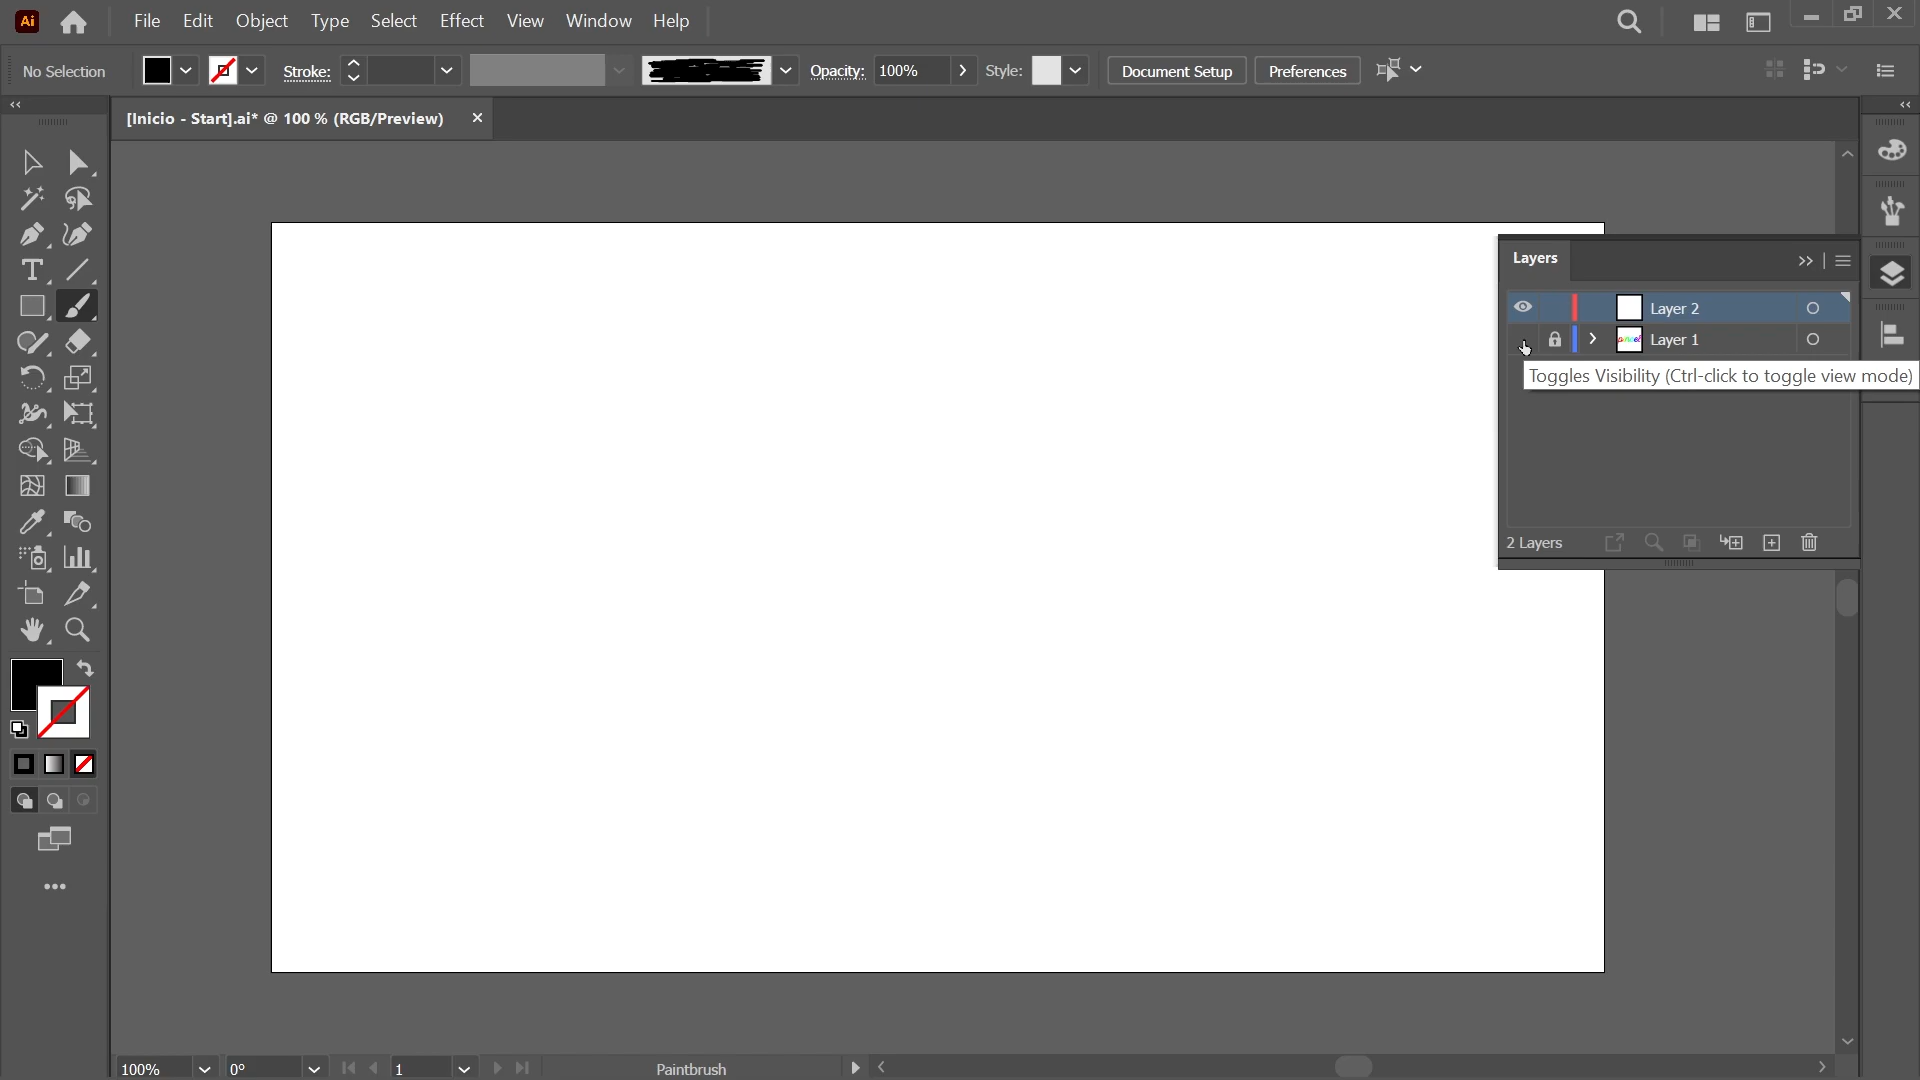 Ai File Edit Object Type Select Effect View Window Help
No Selection Stroke: Opacity: 100% Style: Document Setup Preferences
[Inicio - Start].ai* @ 100 % (RGB/Preview)
Layers
Layer 2
Layer 1
Toggles Visibility (Ctrl-click to toggle view mode)
2 Layers
100% 0° 1 Paintbrush